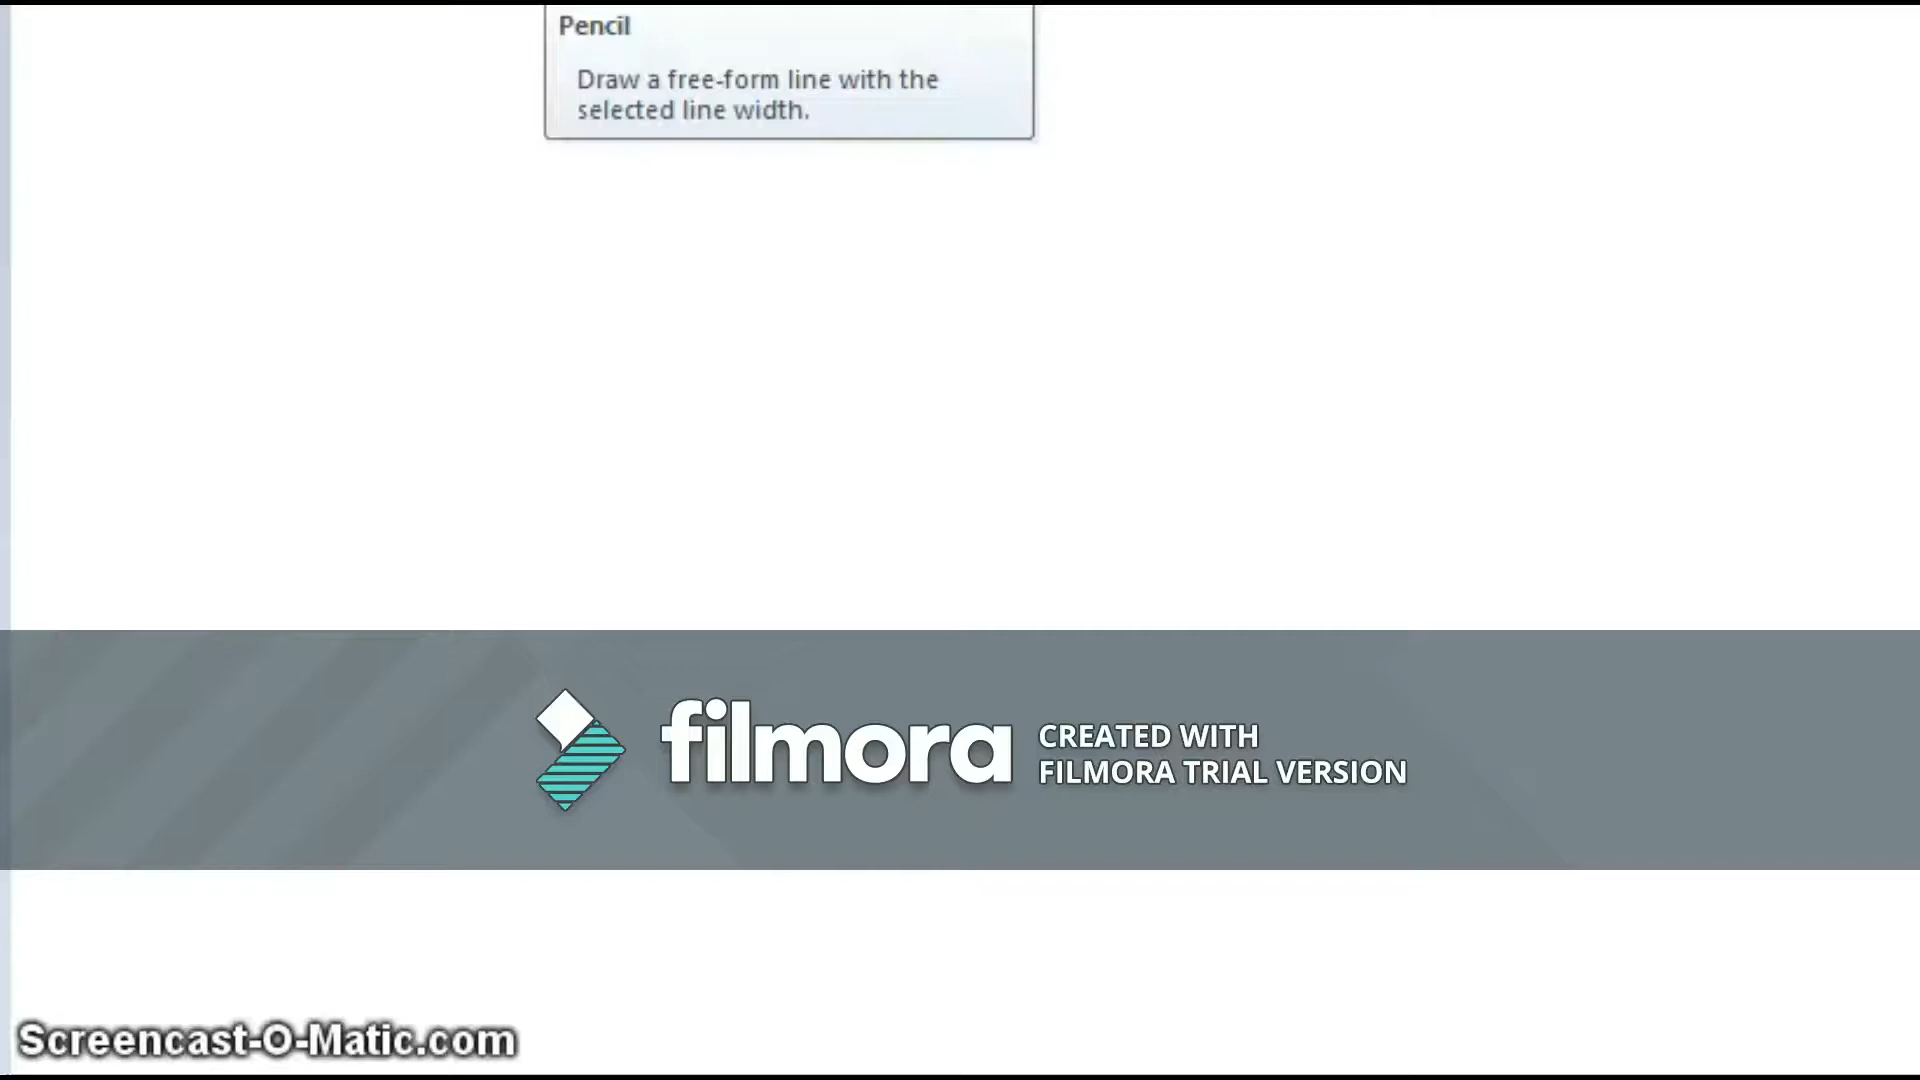 Pencil
Draw a free-form line with the
selected line width.
filmora
CREATED WITH
FILMORA TRIAL VERSION
Screencast-O-Matic.com